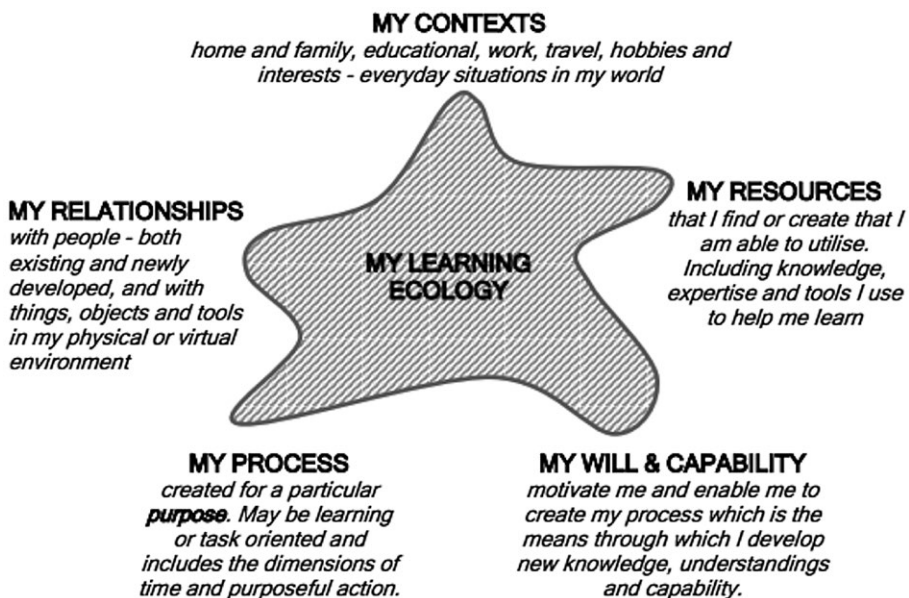 MY CONTEXTS
home and family, educational, work, travel, hobbies and
interests - everyday situations in my world
MY RELATIONSHIPS
with people - both
existing and newly
developed, and with
things, objects and tools
in my physical or virtual
environment
MY LEARNING
ECOLOGY
MY RESOURCES
that I find or create that I
am able to utilise.
Including knowledge,
expertise and tools I use
to help me learn
MY PROCESS
created for a particular
purpose. May be learning
or task oriented and
includes the dimensions of
time and purposeful action.
MY WILL & CAPABILITY
motivate me and enable me to
create my process which is the
means through which I develop
new knowledge, understandings
and capability.